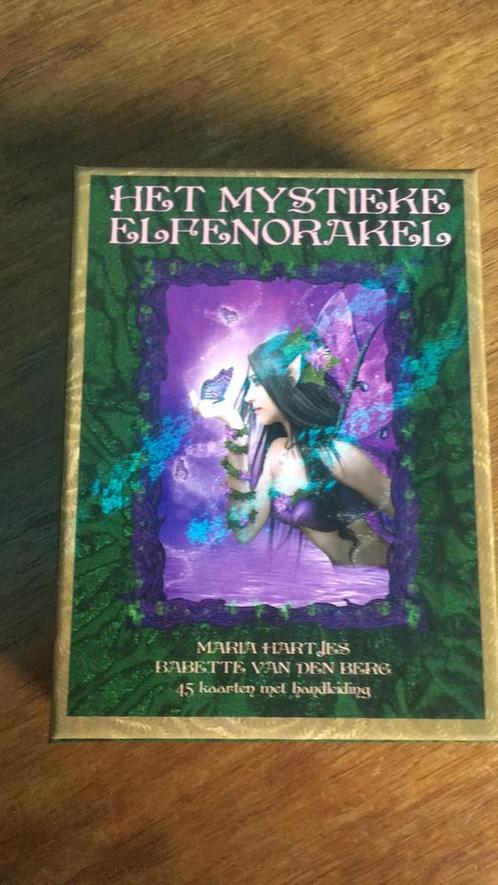 HET MYSTIEKE
ELFENORAKEL
MARIA HARTJES
BABETTE VAN DEN BERG
45 kaarten met handleiding